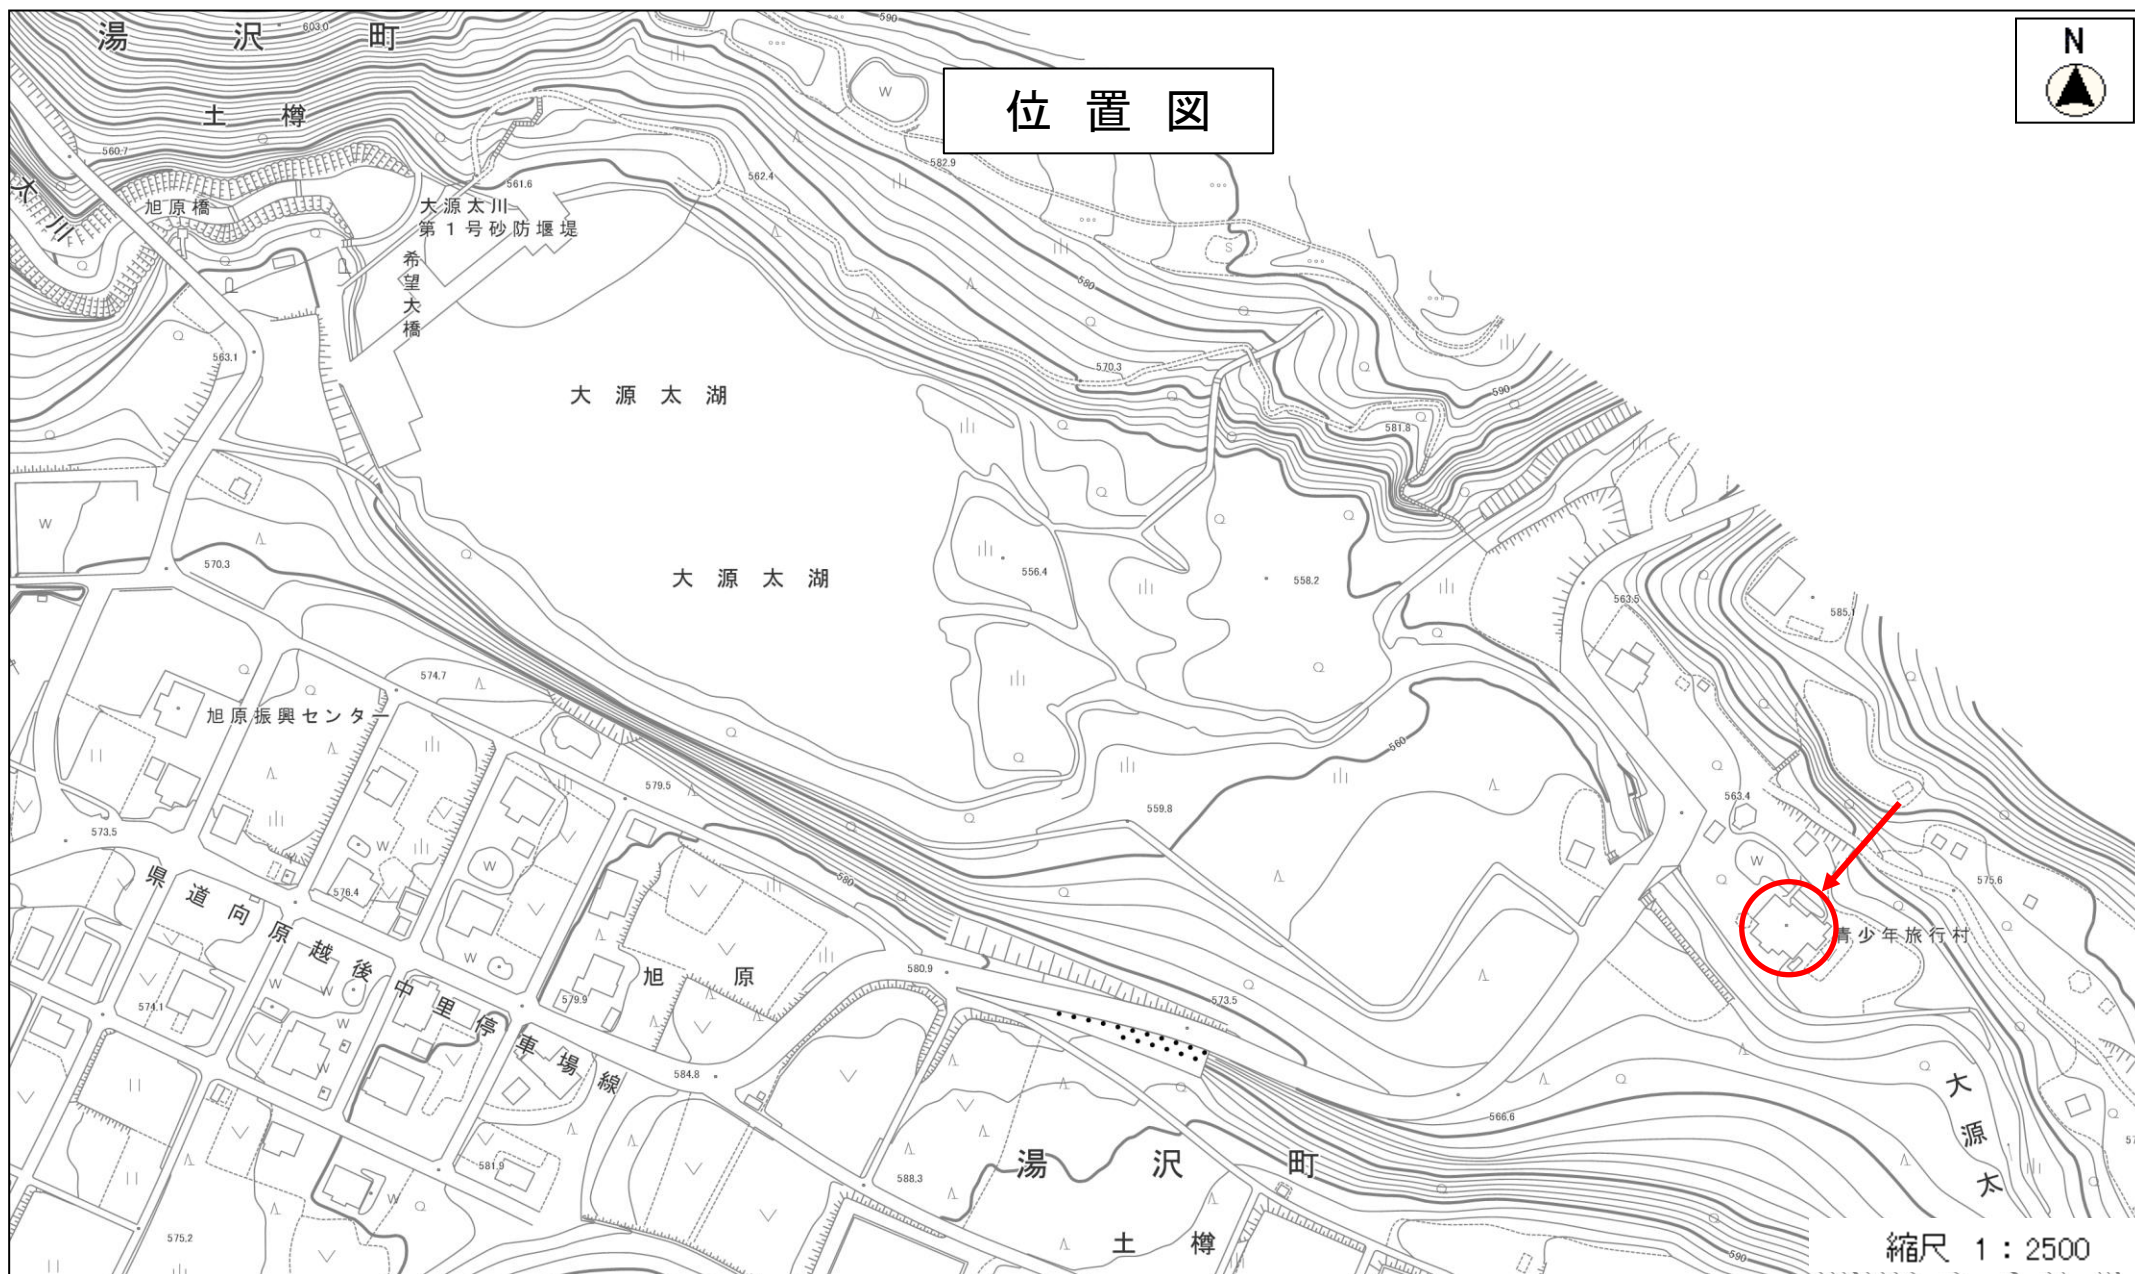 湯沢町
603.0
590
N
位置図
土樽
W
560.7
582.9
561.6
562.4
太川
旭原橋
大源太川
第1号砂防堰堤
希望大橋
S
580
563.1
570.3
590
大源太湖
581.8
W
570.3
556.4
大源太湖
558.2
563.5
585.1
574.7
旭原振興センター
560
579.5
559.8
563.4
573.5
W
W
W
580
576.4
575.6
県道向原越後中里停車場線
青少年旅行村
旭原
580.9
W
W
W
574.1
579.9
573.5
W
W
584.8
566.6
大源太
湯沢町
581.9
588.3
W
575.2
土樽
590
縮尺 1:2500